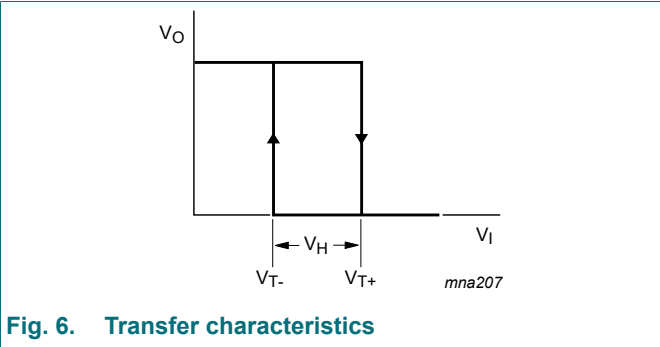 VO
VH
VI
VT-
VT+
mna207
Fig. 6. Transfer characteristics